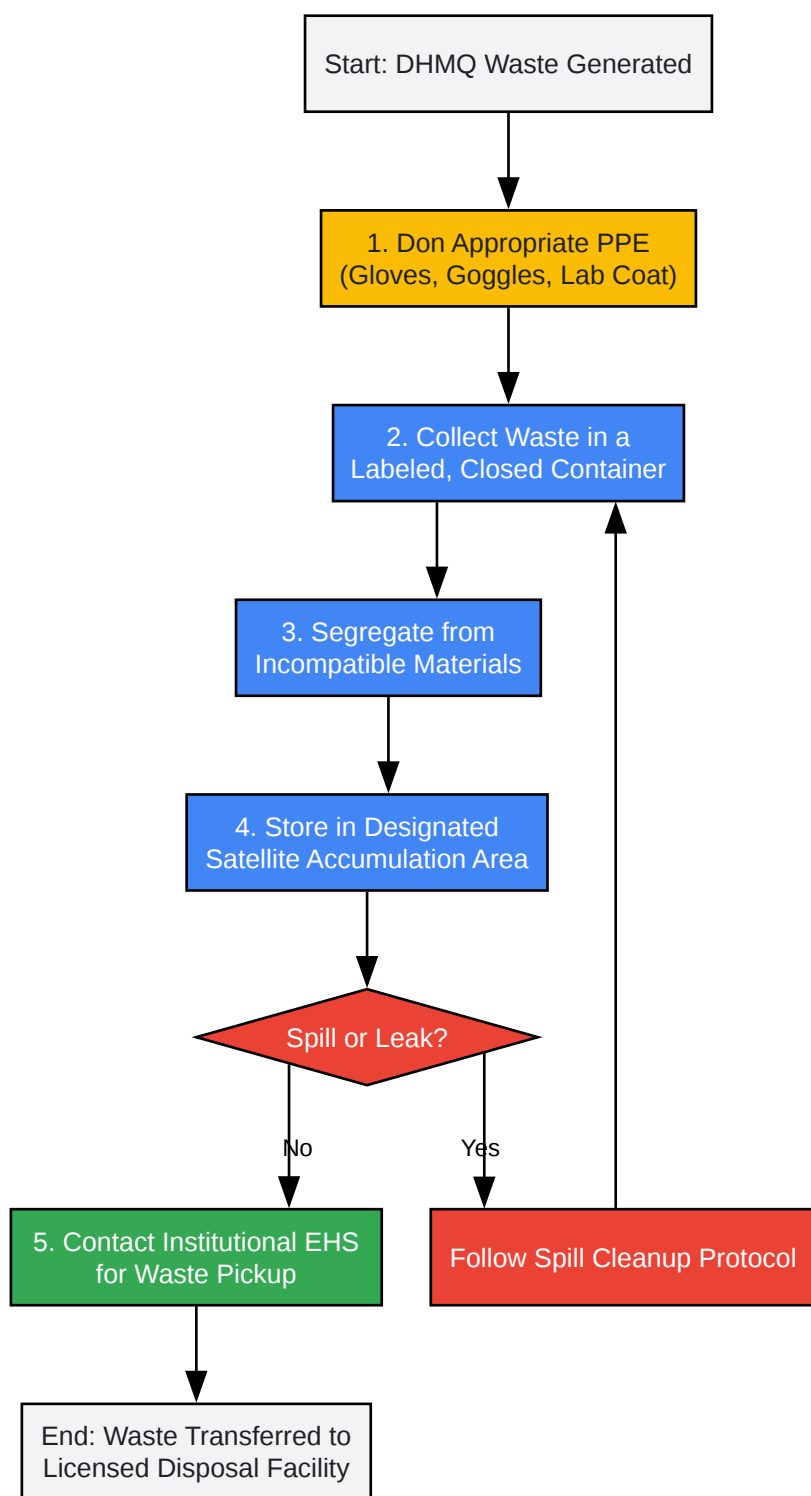 Start: DHMQ Waste Generated
1. Don Appropriate PPE
(Gloves, Goggles, Lab Coat)
2. Collect Waste in a
Labeled, Closed Container
3. Segregate from
Incompatible Materials
4. Store in Designated
Satellite Accumulation Area
Spill or Leak?
No
Yes
5. Contact Institutional EHS
for Waste Pickup
Follow Spill Cleanup Protocol
End: Waste Transferred to
Licensed Disposal Facility